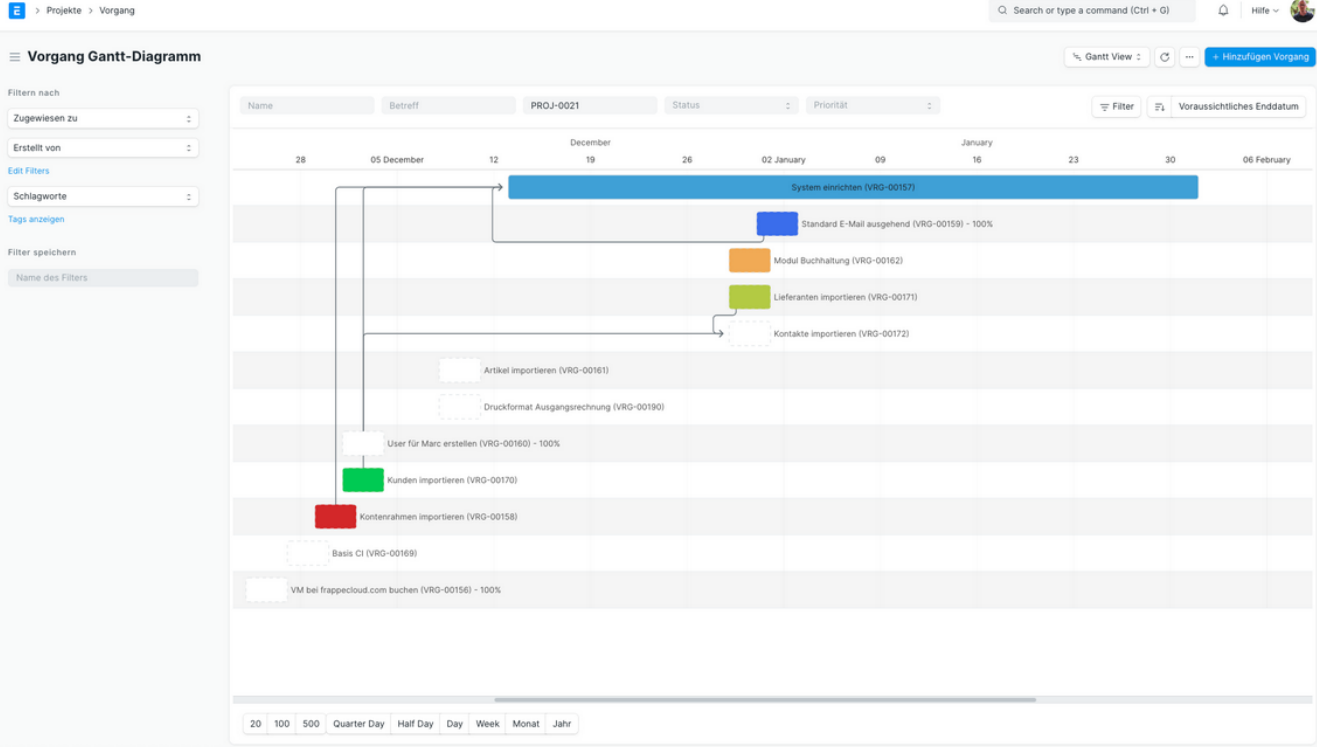 E > Projekte > Vorgang
Search or type a command (Ctrl + G)
Hilfe
Vorgang Gantt-Diagramm
Gantt View
...
+ Hinzufügen Vorgang
Filtern nach
Zugewiesen zu
Erstellt von
Edit Filters
Schlagworte
Tags anzeigen
Filter speichern
Name des Filters
Name
Betreff
PROJ-0021
Status
Priorität
Filter
Voraussichtliches Enddatum
December
January
28
05 December
12
19
26
02 January
09
16
23
30
06 February
System einrichten (VRG-00157)
Standard E-Mail ausgehend (VRG-00159) - 100%
Modul Buchhaltung (VRG-00162)
Lieferanten importieren (VRG-00171)
Kontakte importieren (VRG-00172)
Artikel importieren (VRG-00161)
Druckformat Ausgangsrechnung (VRG-00190)
User für Marc erstellen (VRG-00160) - 100%
Kunden importieren (VRG-00170)
Kontenrahmen importieren (VRG-00158)
Basis CI (VRG-00169)
VM bei frappecloud.com buchen (VRG-00156) - 100%
20
100
500
Quarter Day
Half Day
Day
Week
Monat
Jahr